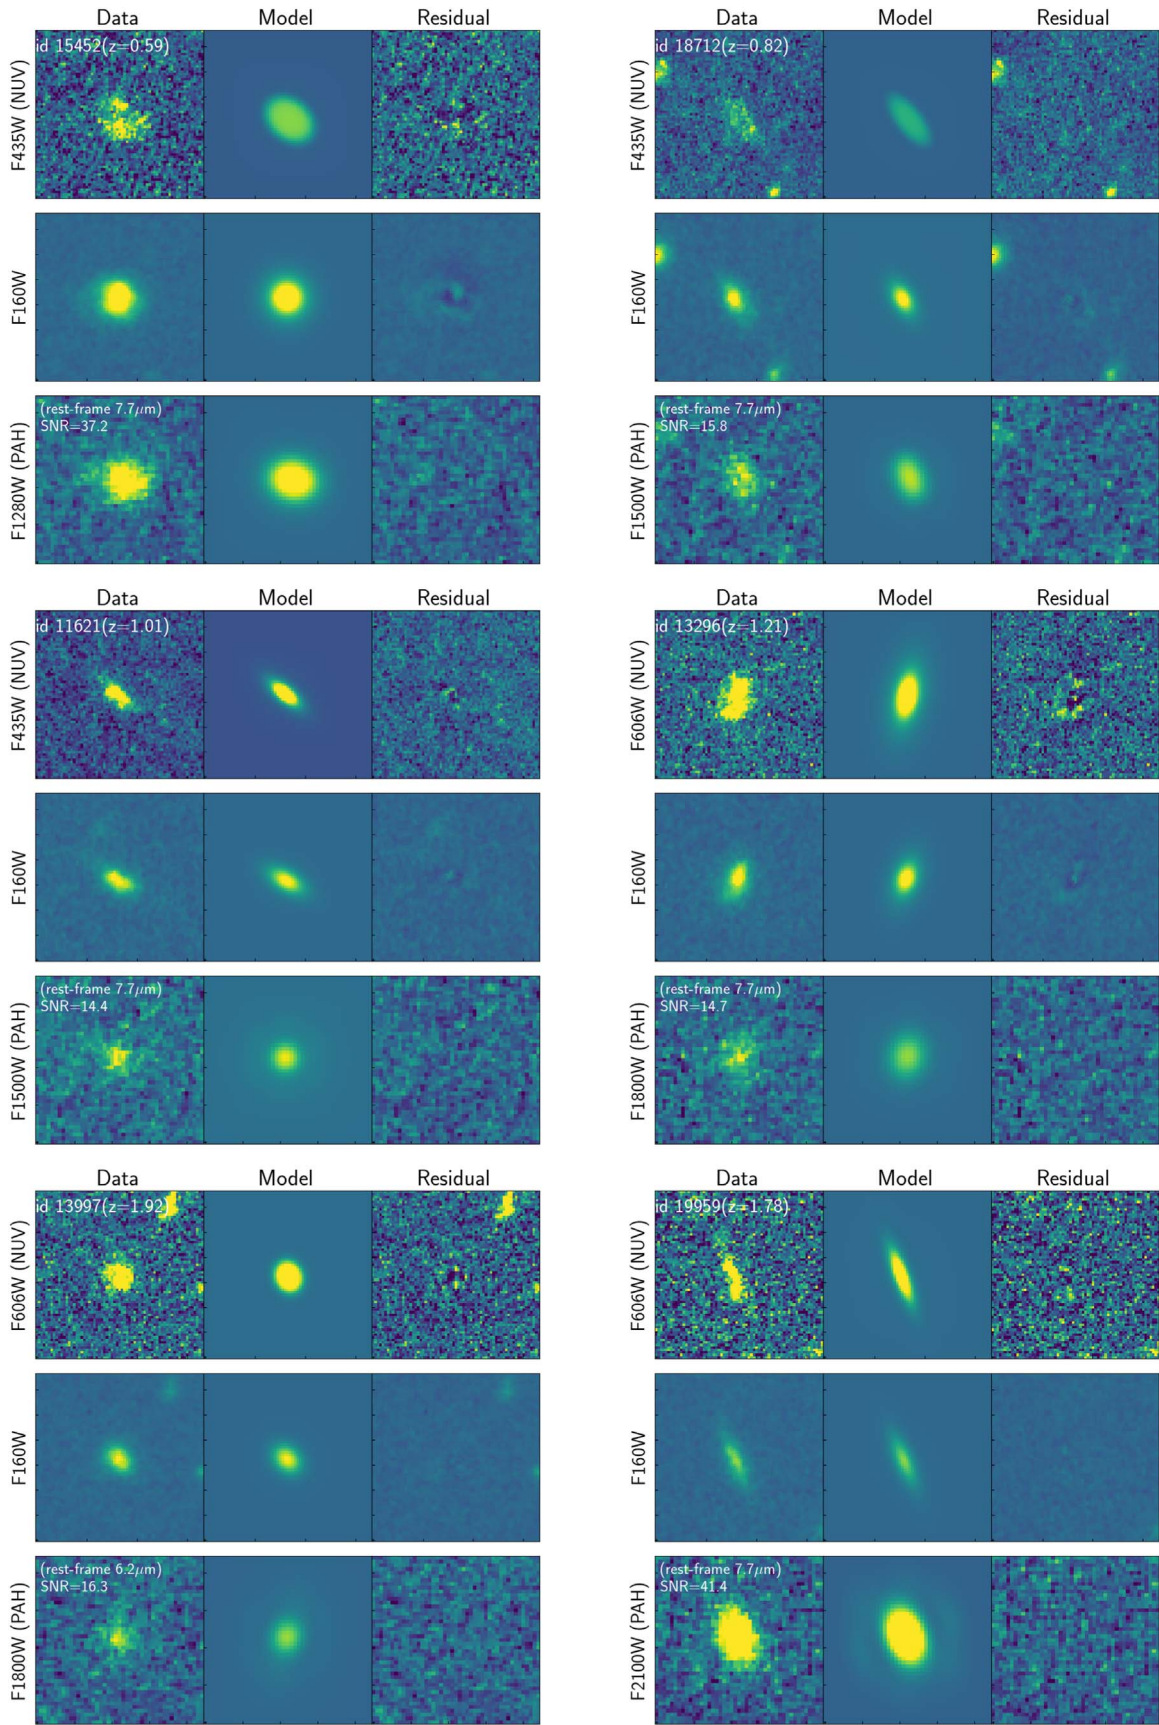 Data Model Residual
id 15452(z=0.59)
F435W (NUV)
F160W
(rest-frame 7.7μm)
SNR=37.2
F1280W (PAH)
Data Model Residual
id 18712(z=0.82)
F435W (NUV)
F160W
(rest-frame 7.7μm)
SNR=15.8
F1500W (PAH)
Data Model Residual
id 11621(z=1.01)
F435W (NUV)
F160W
(rest-frame 7.7μm)
SNR=14.4
F1500W (PAH)
Data Model Residual
id 13296(z=1.21)
F606W (NUV)
F160W
(rest-frame 7.7μm)
SNR=14.7
F1800W (PAH)
Data Model Residual
id 13997(z=1.92)
F606W (NUV)
F160W
(rest-frame 6.2μm)
SNR=16.3
F1800W (PAH)
Data Model Residual
id 19959(z=1.78)
F606W (NUV)
F160W
(rest-frame 7.7μm)
SNR=41.4
F2100W (PAH)